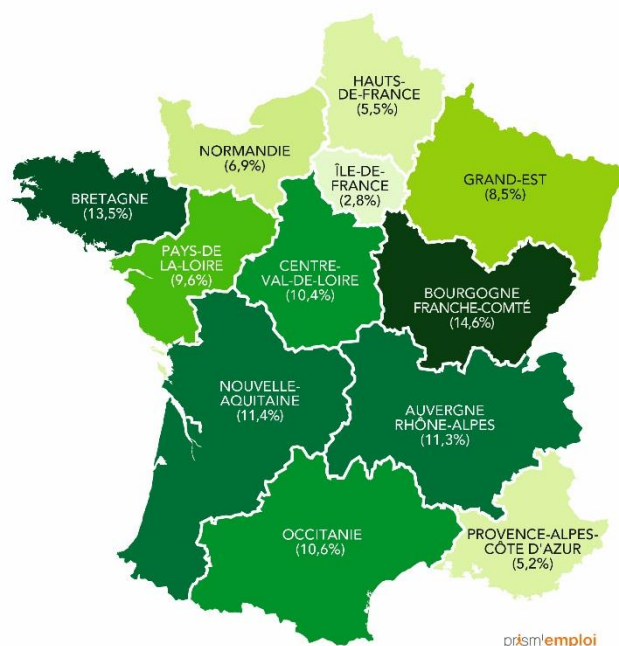 HAUTS-
DE-FRANCE
(5,5%)
NORMANDIE
(6,9%)
ÎLE-DE-
FRANCE
(2,8%)
GRAND-EST
(8,5%)
BRETAGNE
(13,5%)
PAYS-DE
LA-LOIRE
(9,6%)
CENTRE-
VAL-DE-LOIRE
(10,4%)
BOURGOGNE
FRANCHE-COMTÉ
(14,6%)
NOUVELLE-
AQUITAINE
(11,4%)
AUVERGNE
RHÔNE-ALPES
(11,3%)
OCCITANIE
(10,6%)
PROVENCE-ALPES-
CÔTE D'AZUR
(5,2%)
prism'emploi